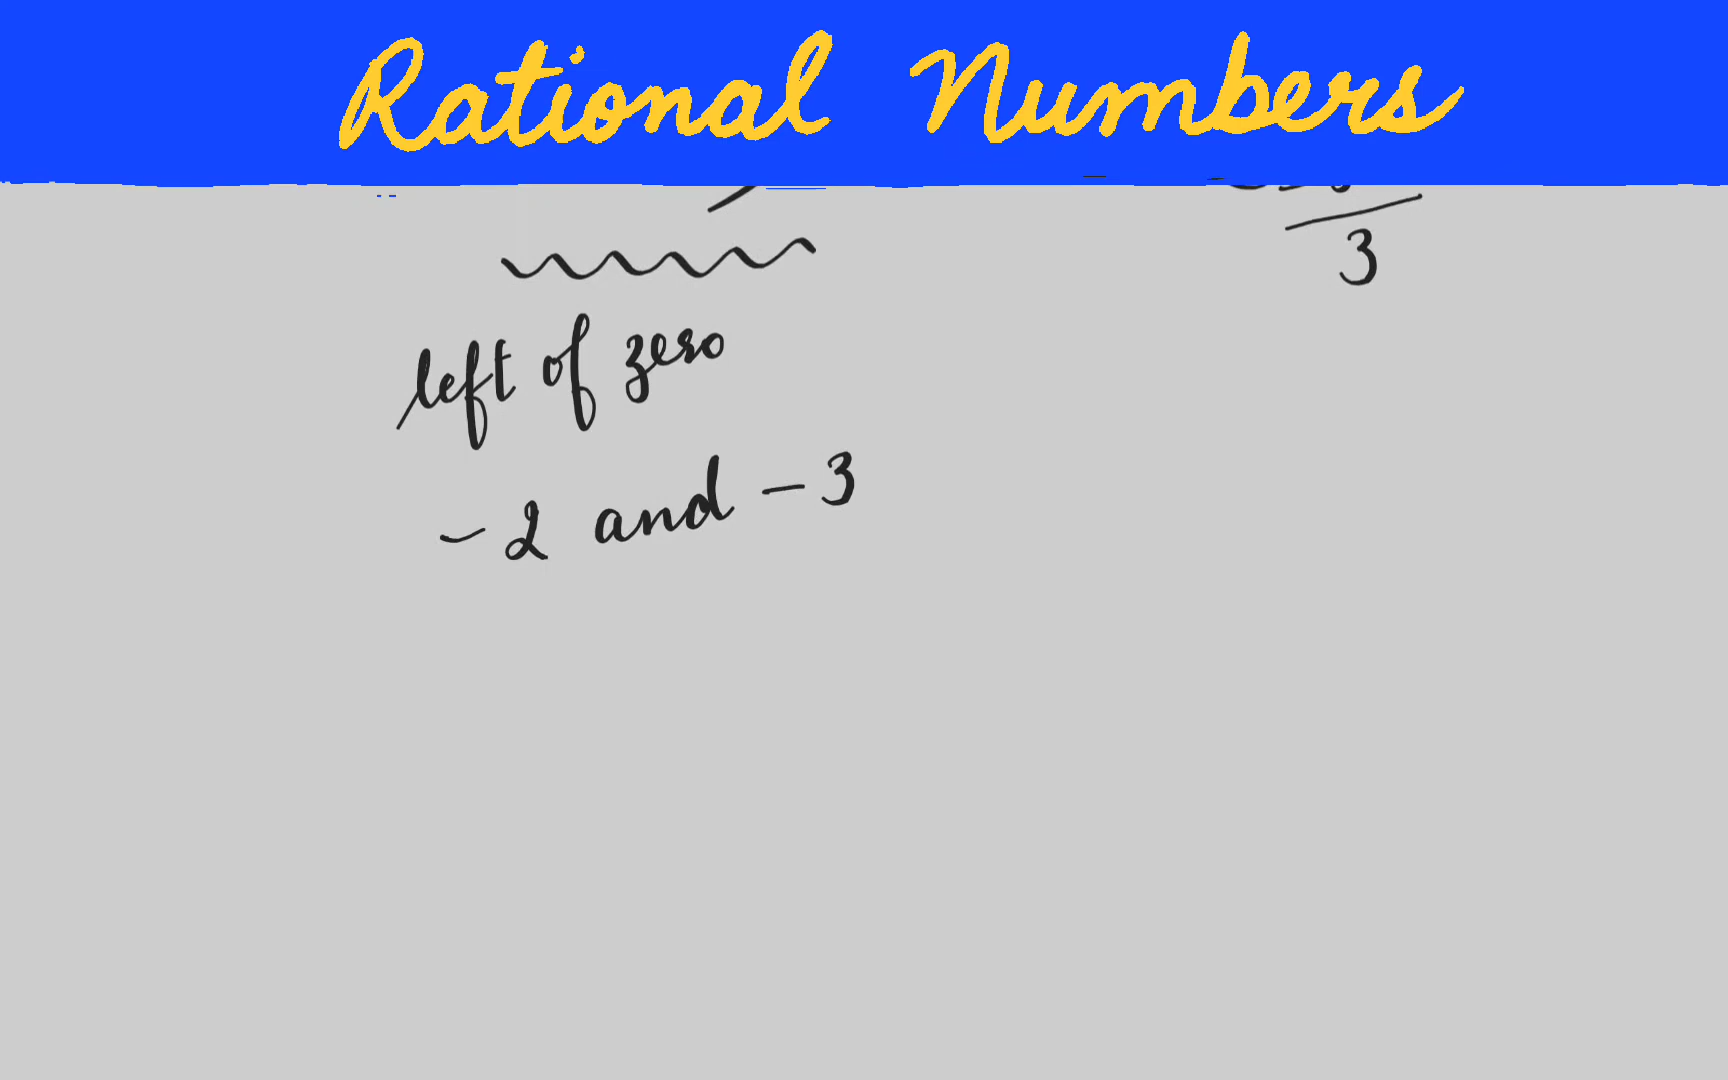 Rational Numbers
3
left of zero
-2 and -3